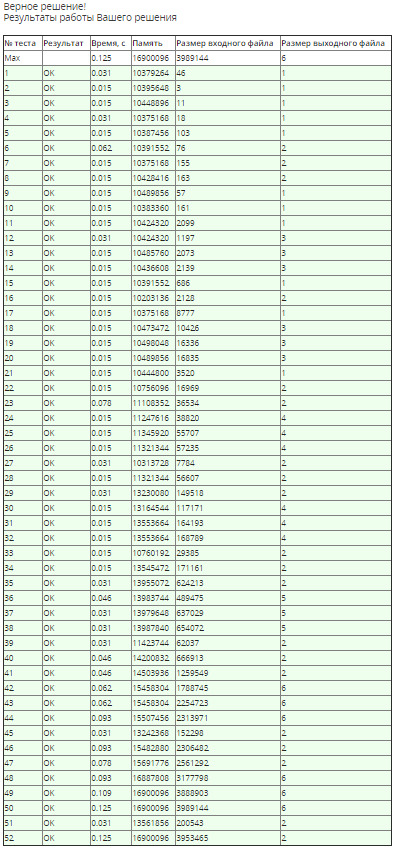 Верное решение!
Результаты работы Вашего решения
№ теста Результат Время, с Память Размер входного файла Размер выходного файла
Max 0.125 16900096 3989144 6
1 OK 0.031 10379264 46 1
2 OK 0.015 10395648 3 1
3 OK 0.015 10448896 11 1
4 OK 0.031 10375168 18 1
5 OK 0.015 10387456 103 1
6 OK 0.062 10391552 76 2
7 OK 0.015 10375168 155 2
8 OK 0.015 10428416 163 2
9 OK 0.015 10489856 57 1
10 OK 0.015 10383360 161 1
11 OK 0.015 10424320 2099 1
12 OK 0.031 10424320 1197 3
13 OK 0.015 10485760 2073 3
14 OK 0.015 10436608 2139 3
15 OK 0.015 10391552 686 1
16 OK 0.015 10203136 2128 2
17 OK 0.015 10375168 8777 1
18 OK 0.015 10473472 10426 3
19 OK 0.015 10498048 16336 3
20 OK 0.015 10489856 16835 3
21 OK 0.015 10444800 3520 1
22 OK 0.015 10756096 16969 2
23 OK 0.078 11108352 36534 2
24 OK 0.015 11247616 38820 4
25 OK 0.015 11345920 55707 4
26 OK 0.015 11321344 57235 4
27 OK 0.031 10313728 7784 2
28 OK 0.015 11321344 56607 2
29 OK 0.031 13230080 149518 2
30 OK 0.015 13164544 117171 4
31 OK 0.015 13553664 164193 4
32 OK 0.015 13553664 168789 4
33 OK 0.015 10760192 29385 2
34 OK 0.015 13545472 171161 2
35 OK 0.031 13955072 624213 2
36 OK 0.046 13983744 489475 5
37 OK 0.031 13979648 637029 5
38 OK 0.031 13987840 654072 5
39 OK 0.031 11423744 62037 2
40 OK 0.046 14200832 666913 2
41 OK 0.046 14503936 1259549 2
42 OK 0.062 15458304 1788745 6
43 OK 0.062 15458304 2254723 6
44 OK 0.093 15507456 2313971 6
45 OK 0.031 13242368 152298 2
46 OK 0.093 15482880 2306482 2
47 OK 0.078 15691776 2561292 2
48 OK 0.093 16887808 3177798 6
49 OK 0.109 16900096 3888903 6
50 OK 0.125 16900096 3989144 6
51 OK 0.031 13561856 200543 2
52 OK 0.125 16900096 3953465 2